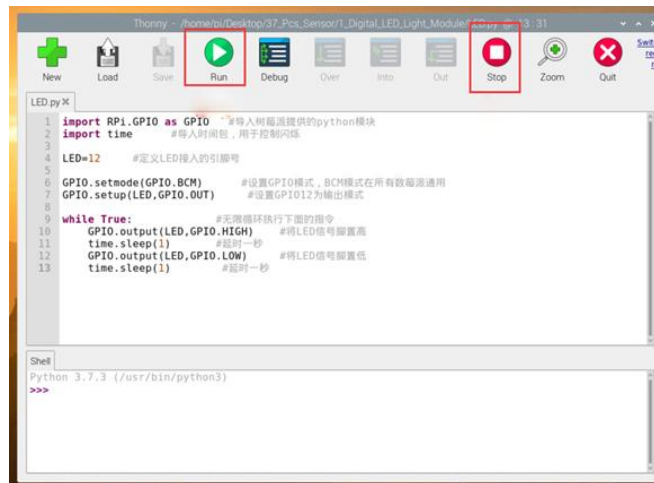 Thonny - /home/pi/Desktop/37_Pcs_Sensor/1_Digital_LED_Light_Module/LED.py @ 13 : 31
New Load Save Run Debug Over Into Out Stop Zoom Quit
LED.py ×
1 import RPi.GPIO as GPIO #导入树莓派提供的python模块
2 import time #导入时间包，用于控制闪烁
3
4 LED=12 #定义LED接入的引脚号
5
6 GPIO.setmode(GPIO.BCM) #设置GPIO模式，BCM模式在所有数莓派通用
7 GPIO.setup(LED,GPIO.OUT) #设置GPIO12为输出模式
8
9 while True: #无限循环执行下面的指令
10 GPIO.output(LED,GPIO.HIGH) #将LED信号脚置高
11 time.sleep(1) #延时一秒
12 GPIO.output(LED,GPIO.LOW) #将LED信号脚置低
13 time.sleep(1) #延时一秒
Shell
Python 3.7.3 (/usr/bin/python3)
>>>